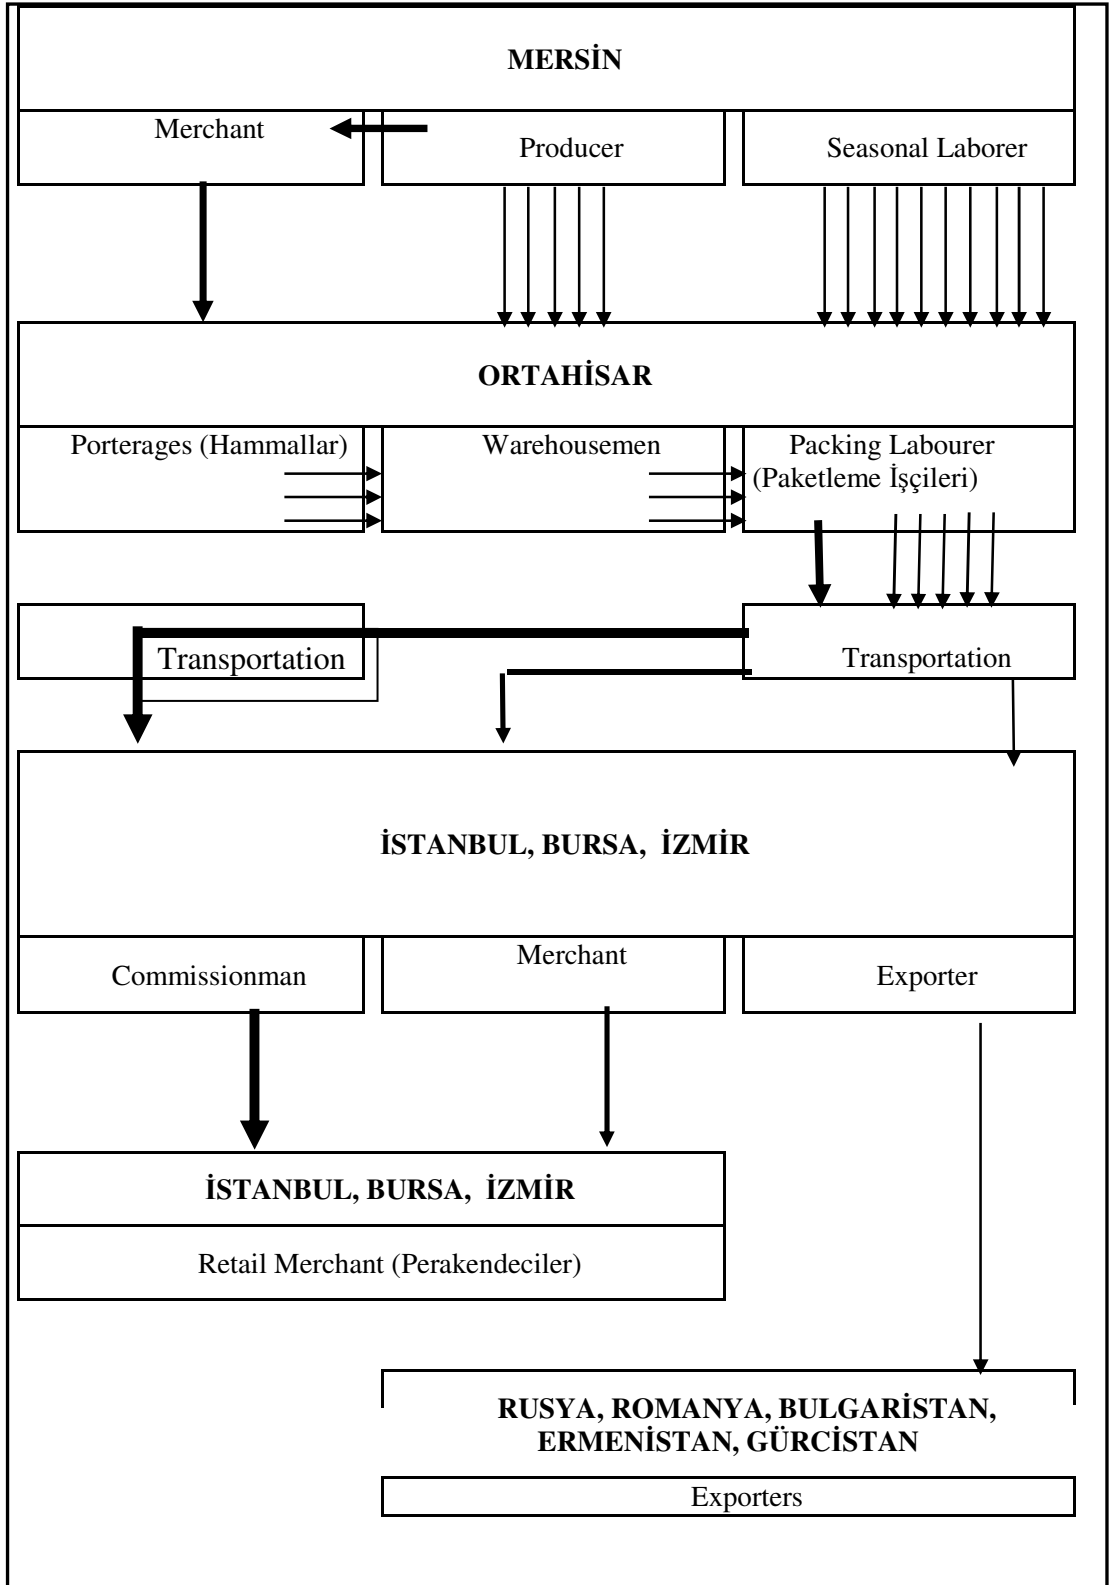 MERSİN
Merchant
Producer
Seasonal Laborer
ORTAHİSAR
Porterages (Hammallar)
Warehousemen
Packing Labourer
(Paketleme İşçileri)
Transportation
Transportation
İSTANBUL, BURSA, İZMİR
Commissionman
Merchant
Exporter
İSTANBUL, BURSA, İZMİR
Retail Merchant (Perakendeciler)
RUSYA, ROMANYA, BULGARİSTAN,
ERMENİSTAN, GÜRCİSTAN
Exporters